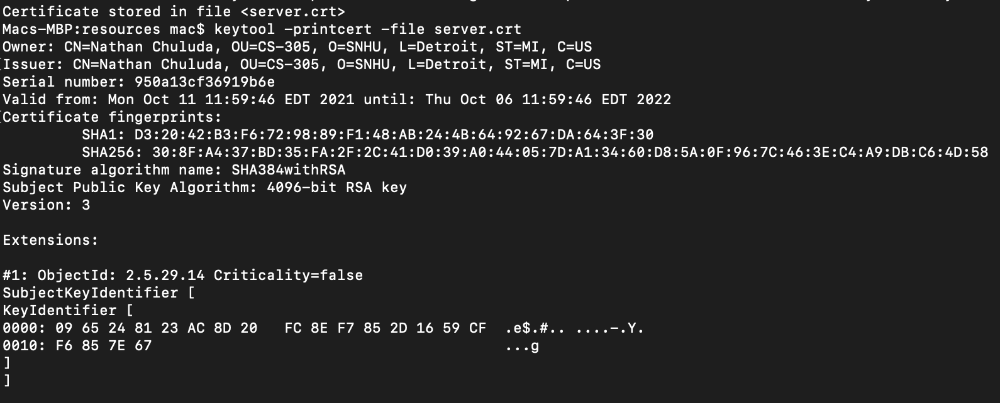 Certificate stored in file <server.crt>
Macs-MBP:resources mac$ keytool -printcert -file server.crt
Owner: CN=Nathan Chuluda, OU=CS-305, O=SNHU, L=Detroit, ST=MI, C=US
Issuer: CN=Nathan Chuluda, OU=CS-305, O=SNHU, L=Detroit, ST=MI, C=US
Serial number: 950a13cf36919b6e
Valid from: Mon Oct 11 11:59:46 EDT 2021 until: Thu Oct 06 11:59:46 EDT 2022
Certificate fingerprints:
         SHA1: D3:20:42:B3:F6:72:98:89:F1:48:AB:24:4B:64:92:67:DA:64:3F:30
         SHA256: 30:8F:A4:37:BD:35:FA:2F:2C:41:D0:39:A0:44:05:7D:A1:34:60:D8:5A:0F:96:7C:46:3E:C4:A9:DB:C6:4D:58
Signature algorithm name: SHA384withRSA
Subject Public Key Algorithm: 4096-bit RSA key
Version: 3

Extensions:

#1: ObjectId: 2.5.29.14 Criticality=false
SubjectKeyIdentifier [
KeyIdentifier [
0000: 09 65 24 81 23 AC 8D 20   FC 8E F7 85 2D 16 59 CF  .e$.#.. ....-.Y.
0010: F6 85 7E 67                                        ...g
]
]